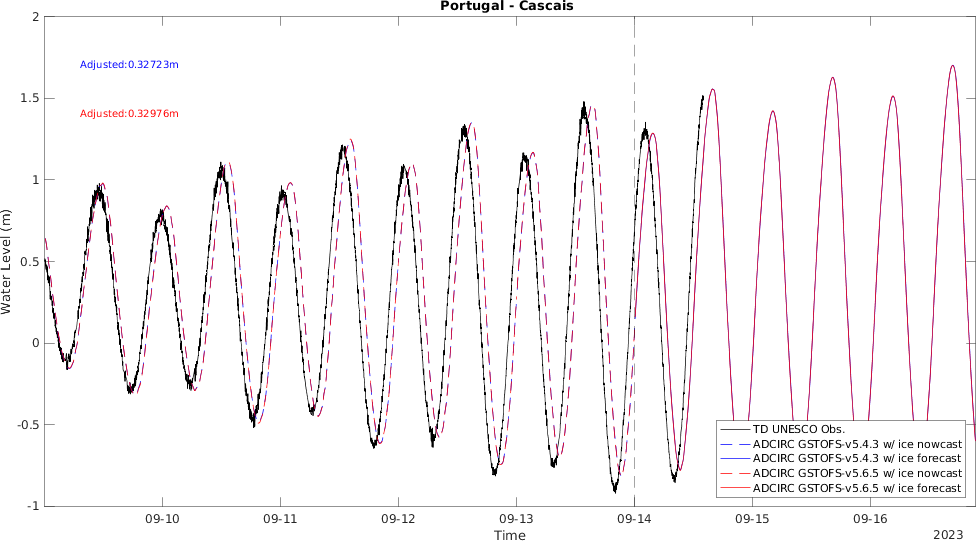 Portugal - Cascais
2
1.5
1
0.5
0
-0.5
-1
Water Level (m)
Adjusted:0.32723m
Adjusted:0.32976m
TD UNESCO Obs.
ADCIRC GSTOFS-v5.4.3 w/ ice nowcast
ADCIRC GSTOFS-v5.4.3 w/ ice forecast
ADCIRC GSTOFS-v5.6.5 w/ ice nowcast
ADCIRC GSTOFS-v5.6.5 w/ ice forecast
09-10 09-11 09-12 09-13 09-14 09-15 09-16
Time
2023